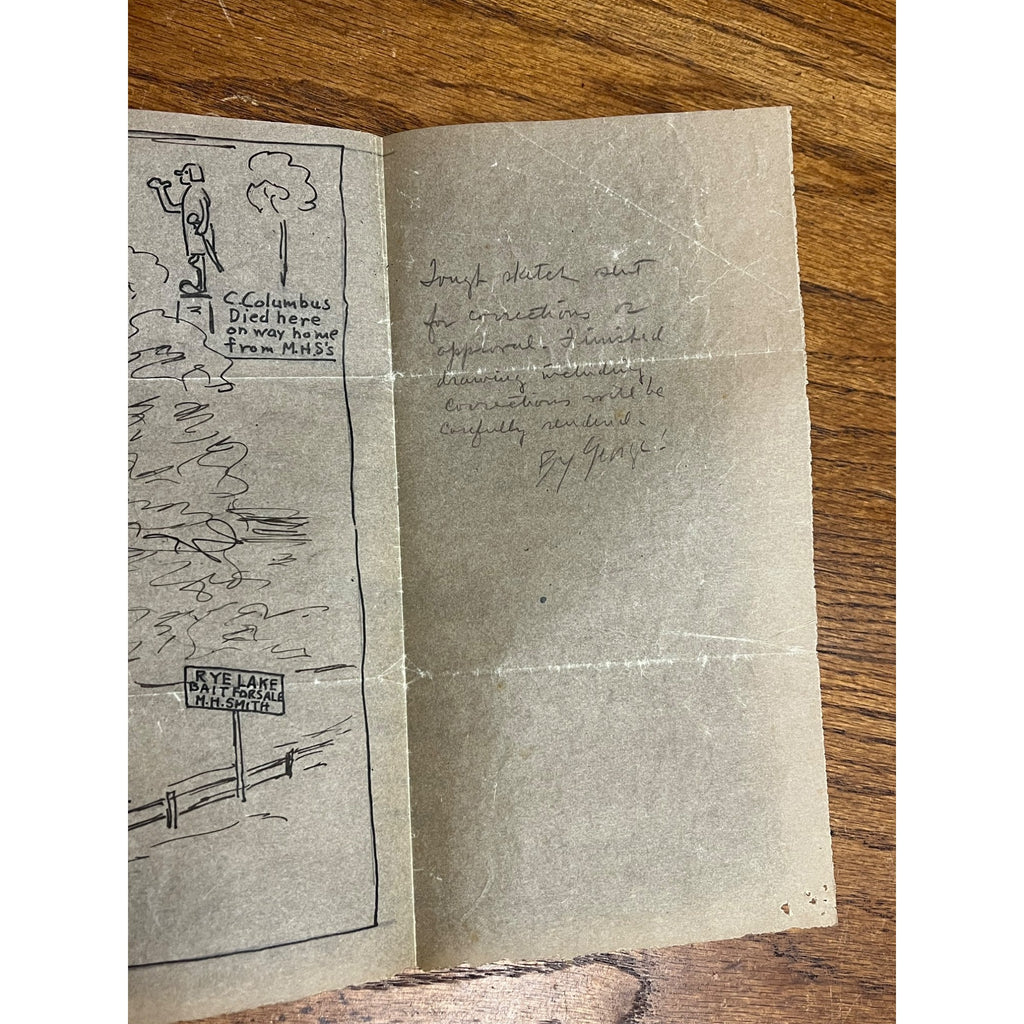 C. Columbus
Died here
on way home
from M.H.S's
RYE LAKE
BAIT FOR SALE
M.H. SMITH
Tough sketch sent
for corrections or
approval. Finished
drawing including
corrections will be
carefully rendered.
By George!